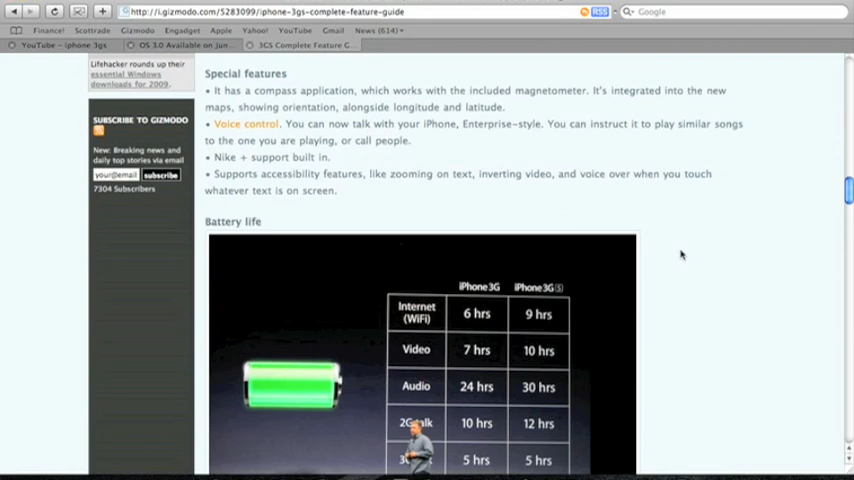 http://i.gizmodo.com/5283099/iphone-3gs-complete-feature-guide
RSS
Google
Finance!
Scottrade
Gizmodo
Engadget
Apple
Yahoo!
YouTube
Gmail
News (614)
YouTube - iphone 3gs
OS 3.0 Available on Jun...
3GS Complete Feature G...
Lifehacker rounds up their
essential Windows
downloads for 2009.
SUBSCRIBE TO GIZMODO
New: Breaking news and
daily top stories via email
your@email subscribe
7304 Subscribers
Special features
• It has a compass application, which works with the included magnetometer. It's integrated into the new
maps, showing orientation, alongside longitude and latitude.
• Voice control. You can now talk with your iPhone, Enterprise-style. You can instruct it to play similar songs
to the one you are playing, or call people.
• Nike + support built in.
• Supports accessibility features, like zooming on text, inverting video, and voice over when you touch
whatever text is on screen.
Battery life
iPhone 3G iPhone 3G S
Internet
(WiFi)
6 hrs 9 hrs
Video 7 hrs 10 hrs
Audio 24 hrs 30 hrs
10 hrs 12 hrs
5 hrs 5 hrs